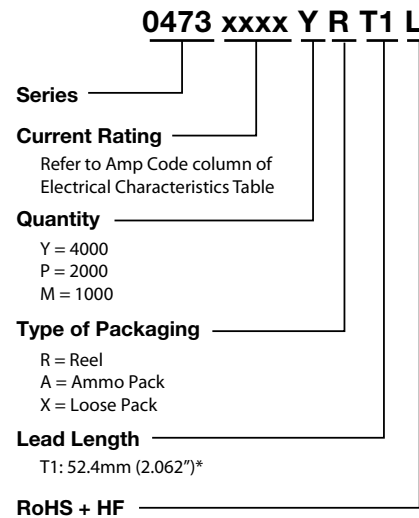 0473 xxxx Y R T1 L
Series
Current Rating
Refer to Amp Code column of
Electrical Characteristics Table
Quantity
Y = 4000
P = 2000
M = 1000
Type of Packaging
R = Reel
A = Ammo Pack
X = Loose Pack
Lead Length
T1: 52.4mm (2.062″)*
RoHS + HF